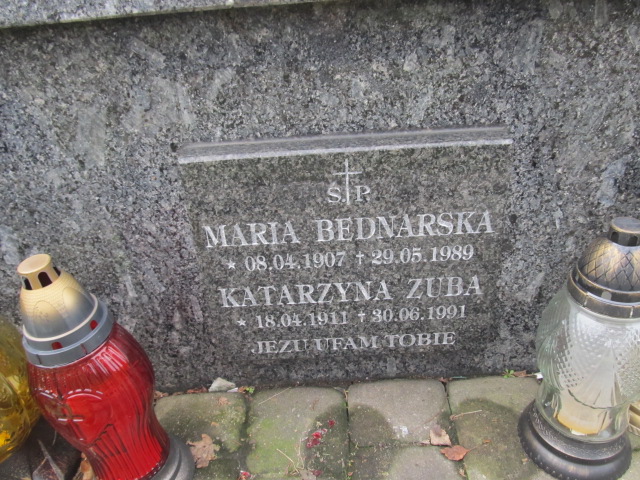 Ś P
MARIA BEDNARSKA
* 08.04.1907 † 29.05.1989
KATARZYNA ZUBA
* 18.04.1911 † 30.06.1991
JEZU UFAM TOBIE